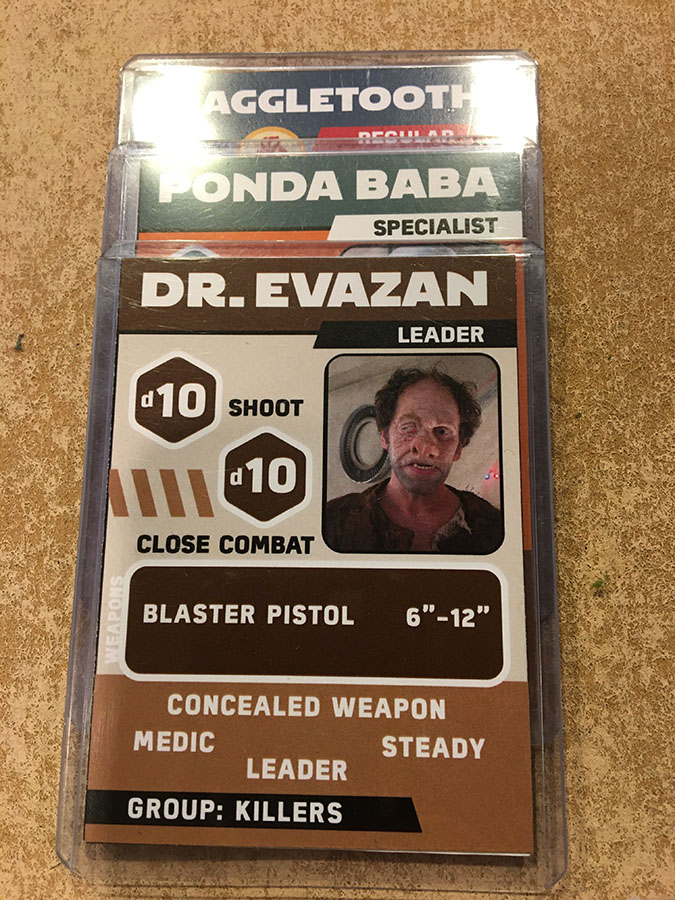 AGGLETOOTH
REGULAR
PONDA BABA
SPECIALIST
DR. EVAZAN
LEADER
d10 SHOOT
d10
CLOSE COMBAT
WEAPONS
BLASTER PISTOL 6”–12”
CONCEALED WEAPON
MEDIC STEADY
LEADER
GROUP: KILLERS